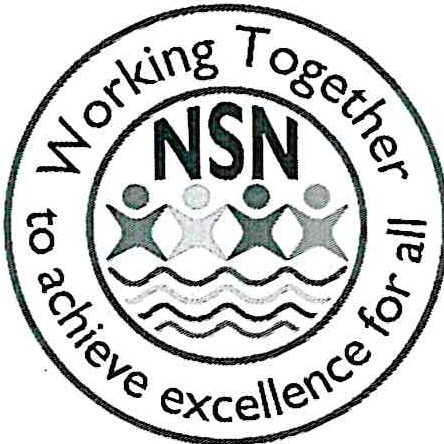 Working Together
NSN
to achieve excellence for all